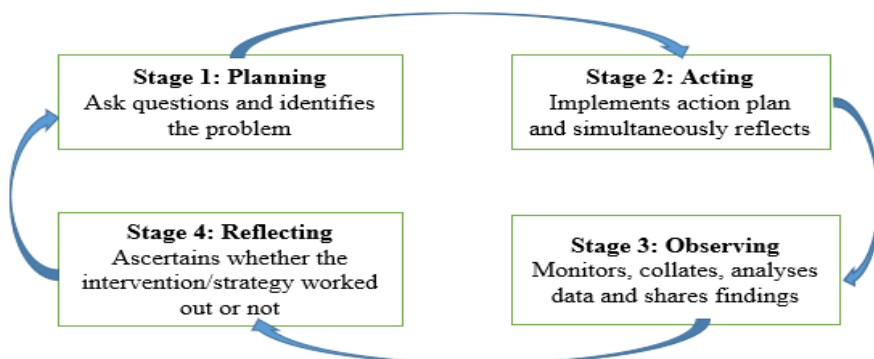 Stage 1: Planning
Ask questions and identifies
the problem
Stage 2: Acting
Implements action plan
and simultaneously reflects
Stage 3: Observing
Monitors, collates, analyses
data and shares findings
Stage 4: Reflecting
Ascertains whether the
intervention/strategy worked
out or not